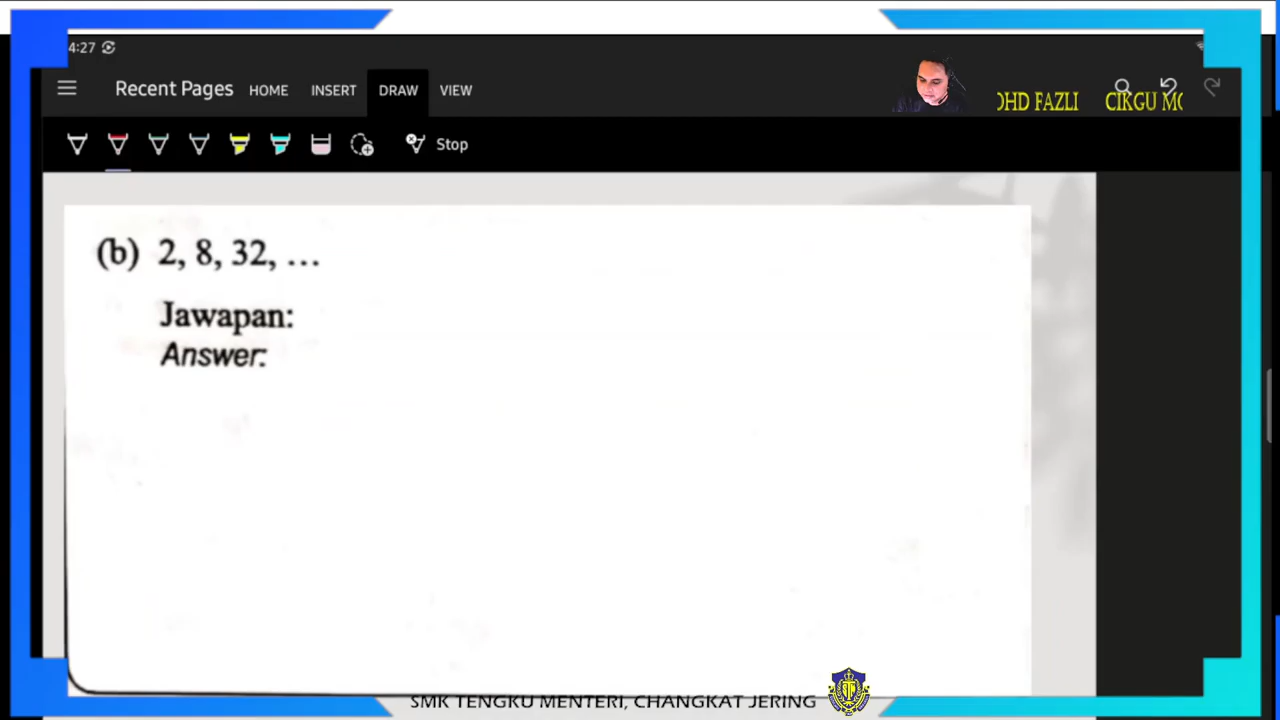 4:27
Recent Pages HOME INSERT DRAW VIEW
OHD FAZLI CIKGU MO
Stop
(b) 2, 8, 32, ...
Jawapan:
Answer:
SMK TENGKU MENTERI, CHANGKAT JERING